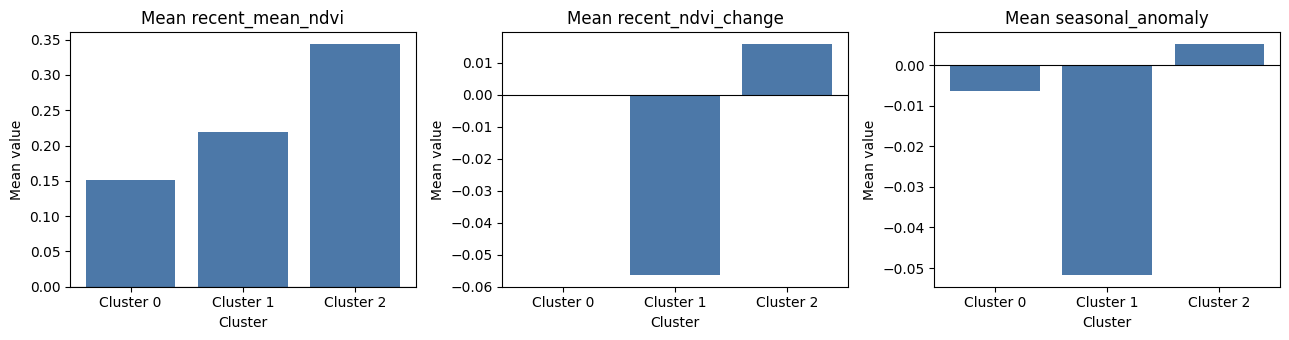 Mean recent_mean_ndvi
Mean value
0.35
0.30
0.25
0.20
0.15
0.10
0.05
0.00
Cluster 0 Cluster 1 Cluster 2
Cluster
Mean recent_ndvi_change
Mean value
0.01
0.00
−0.01
−0.02
−0.03
−0.04
−0.05
−0.06
Cluster 0 Cluster 1 Cluster 2
Cluster
Mean seasonal_anomaly
Mean value
0.00
−0.01
−0.02
−0.03
−0.04
−0.05
Cluster 0 Cluster 1 Cluster 2
Cluster